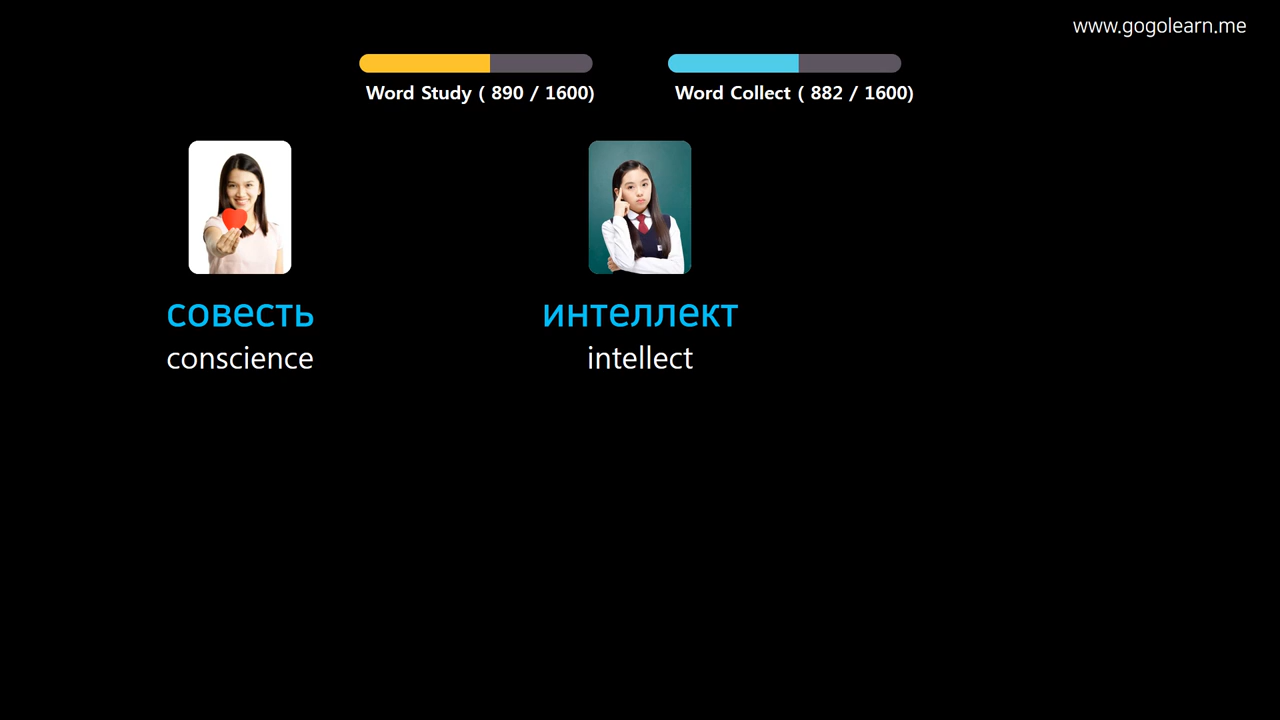 www.gogolearn.me
Word Study ( 890 / 1600)
Word Collect ( 882 / 1600)
совесть
conscience
интеллект
intellect